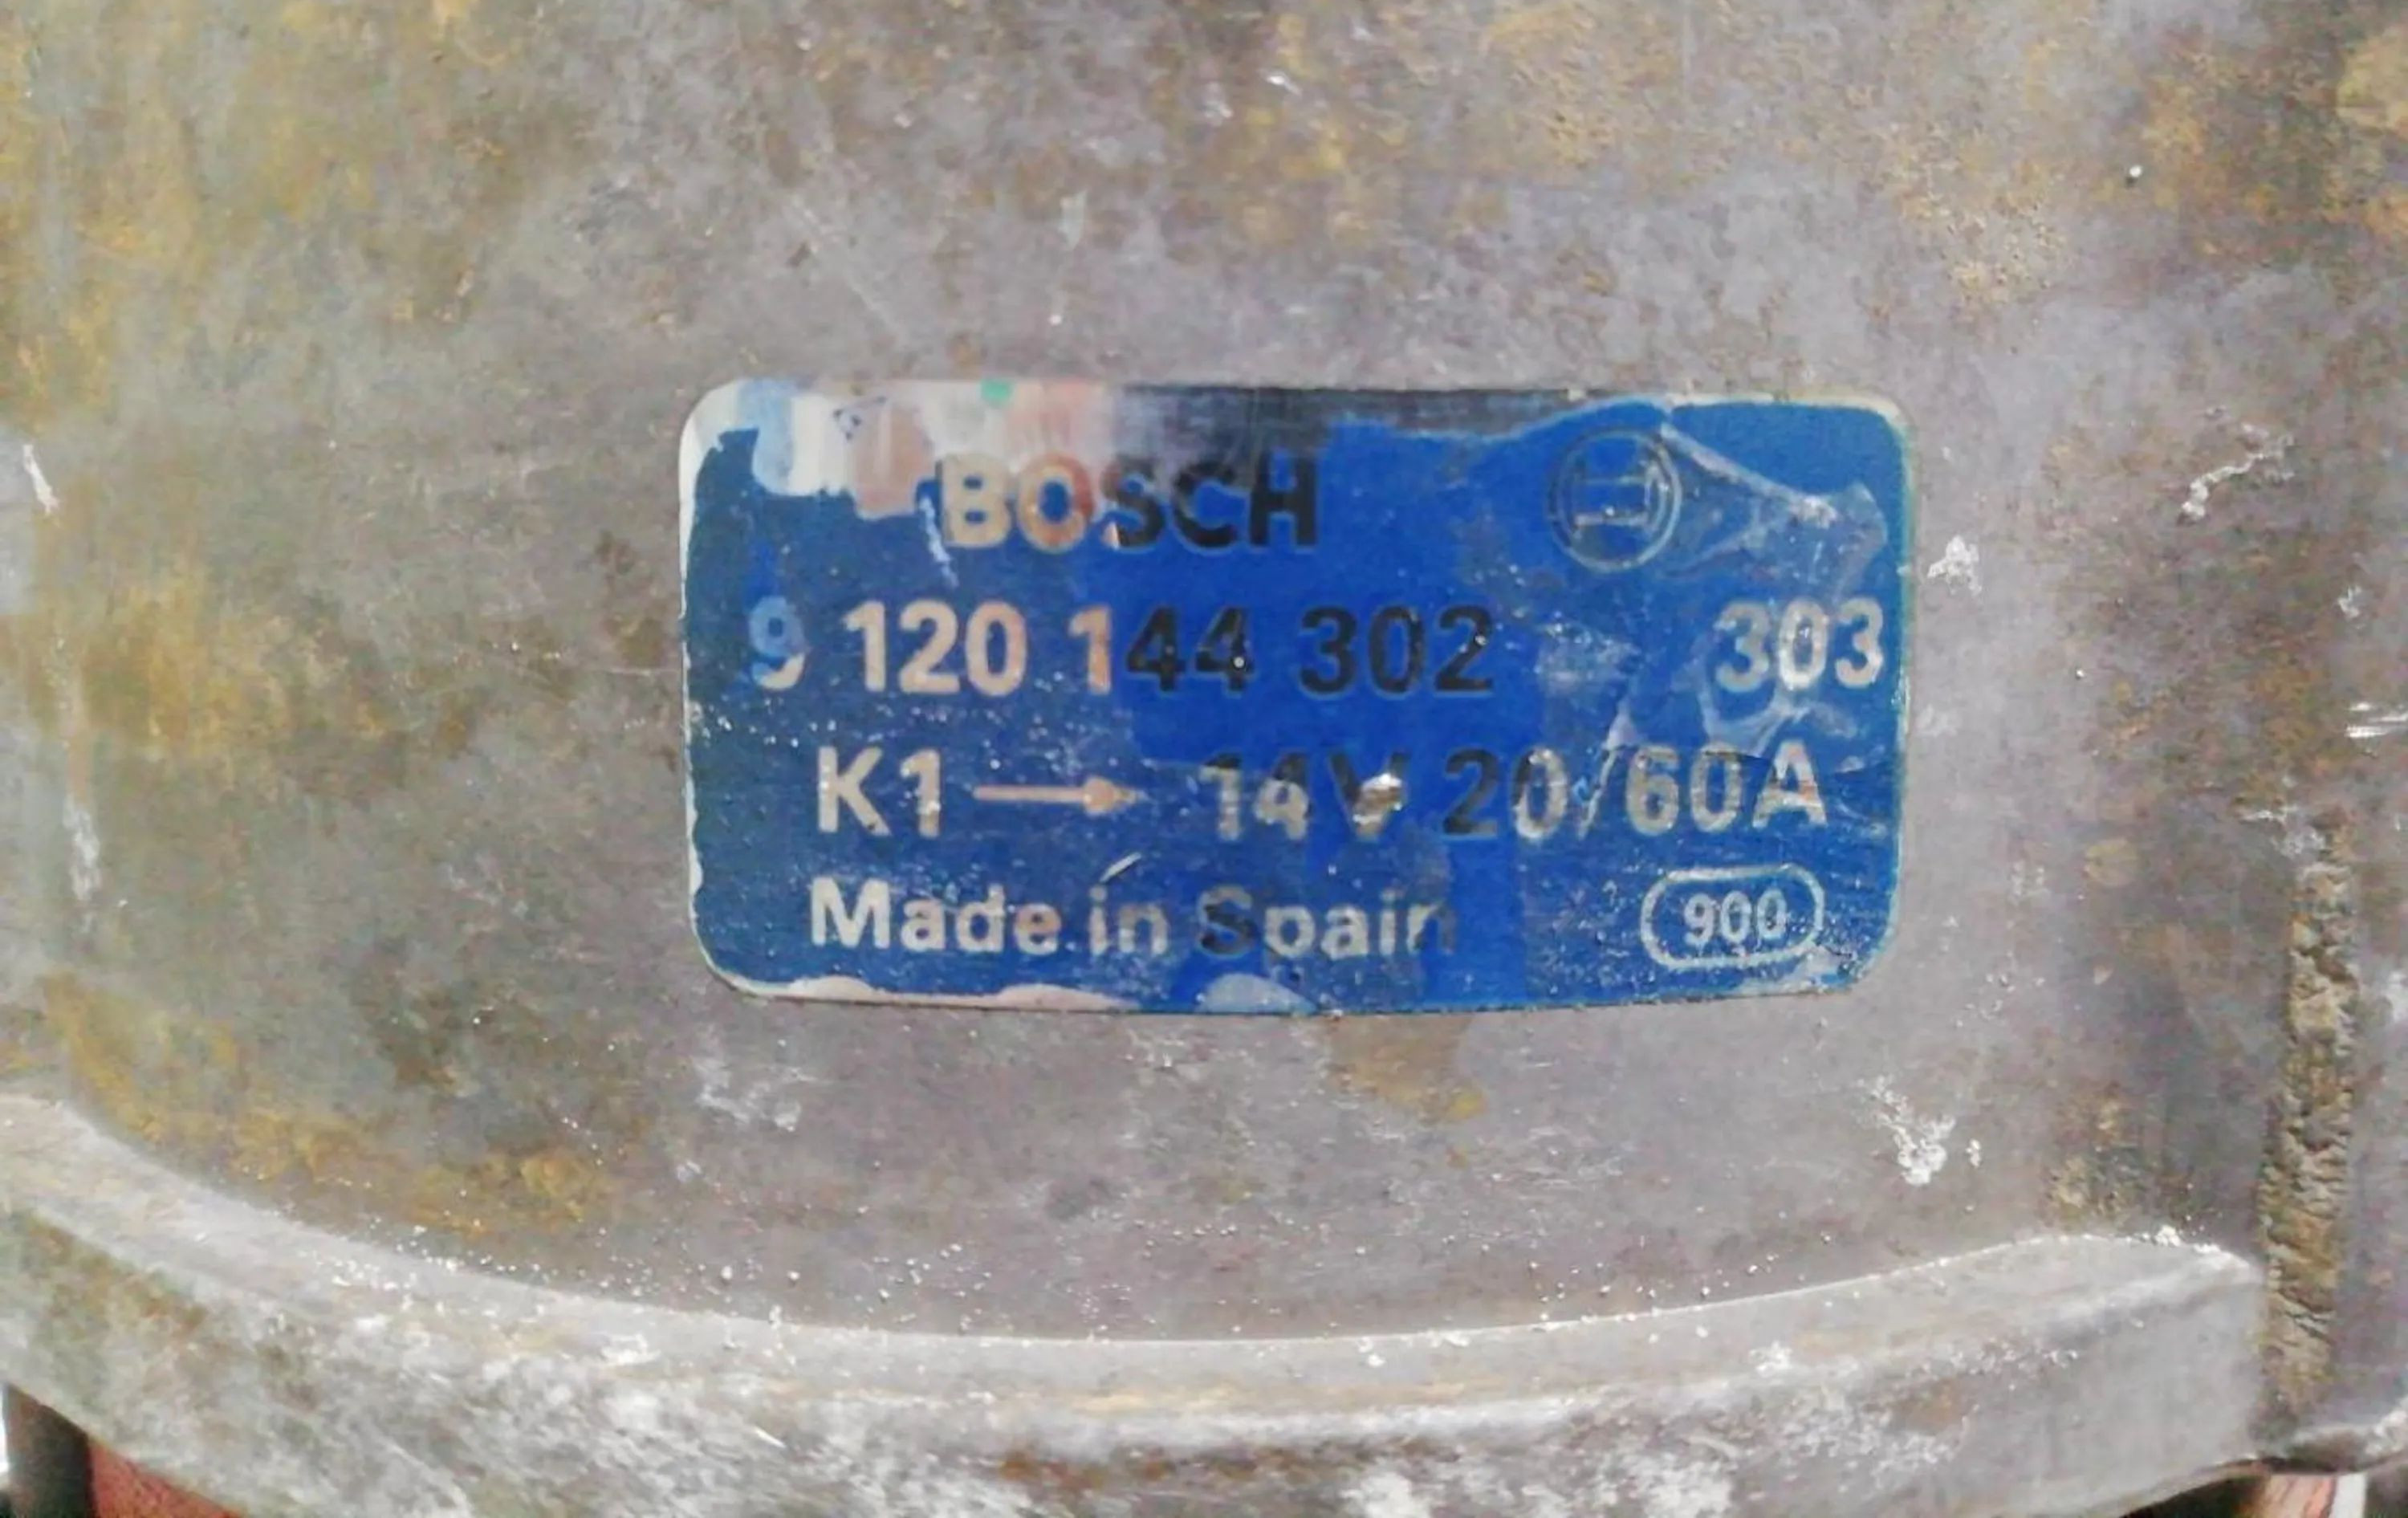 BOSCH
9 120 144 302 303
K1 → 14V 20/60A
Made in Spain 900